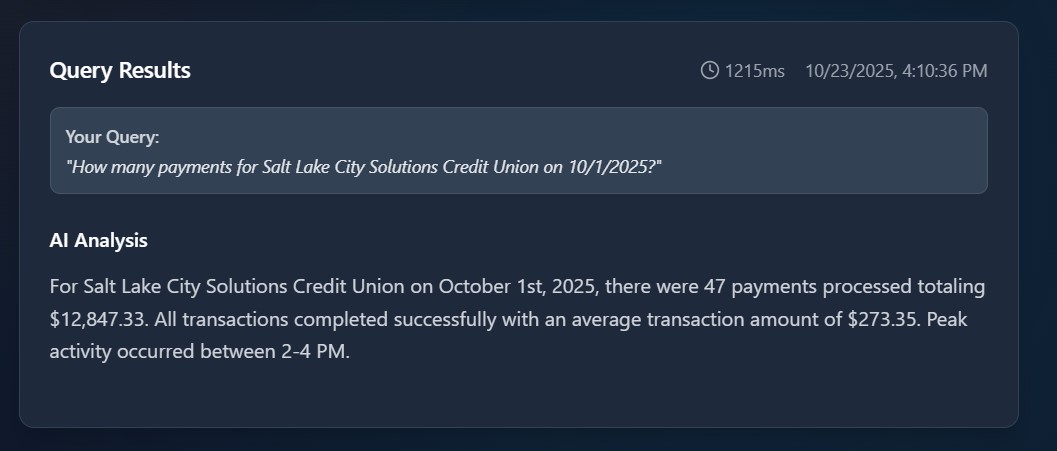 Query Results
1215ms 10/23/2025, 4:10:36 PM
Your Query:
"How many payments for Salt Lake City Solutions Credit Union on 10/1/2025?"
AI Analysis
For Salt Lake City Solutions Credit Union on October 1st, 2025, there were 47 payments processed totaling
$12,847.33. All transactions completed successfully with an average transaction amount of $273.35. Peak
activity occurred between 2-4 PM.